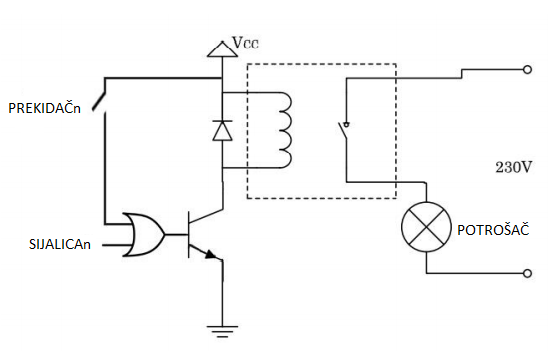 Vcc
PREKIDAČn
230V
POTROŠAČ
SIJALICAn